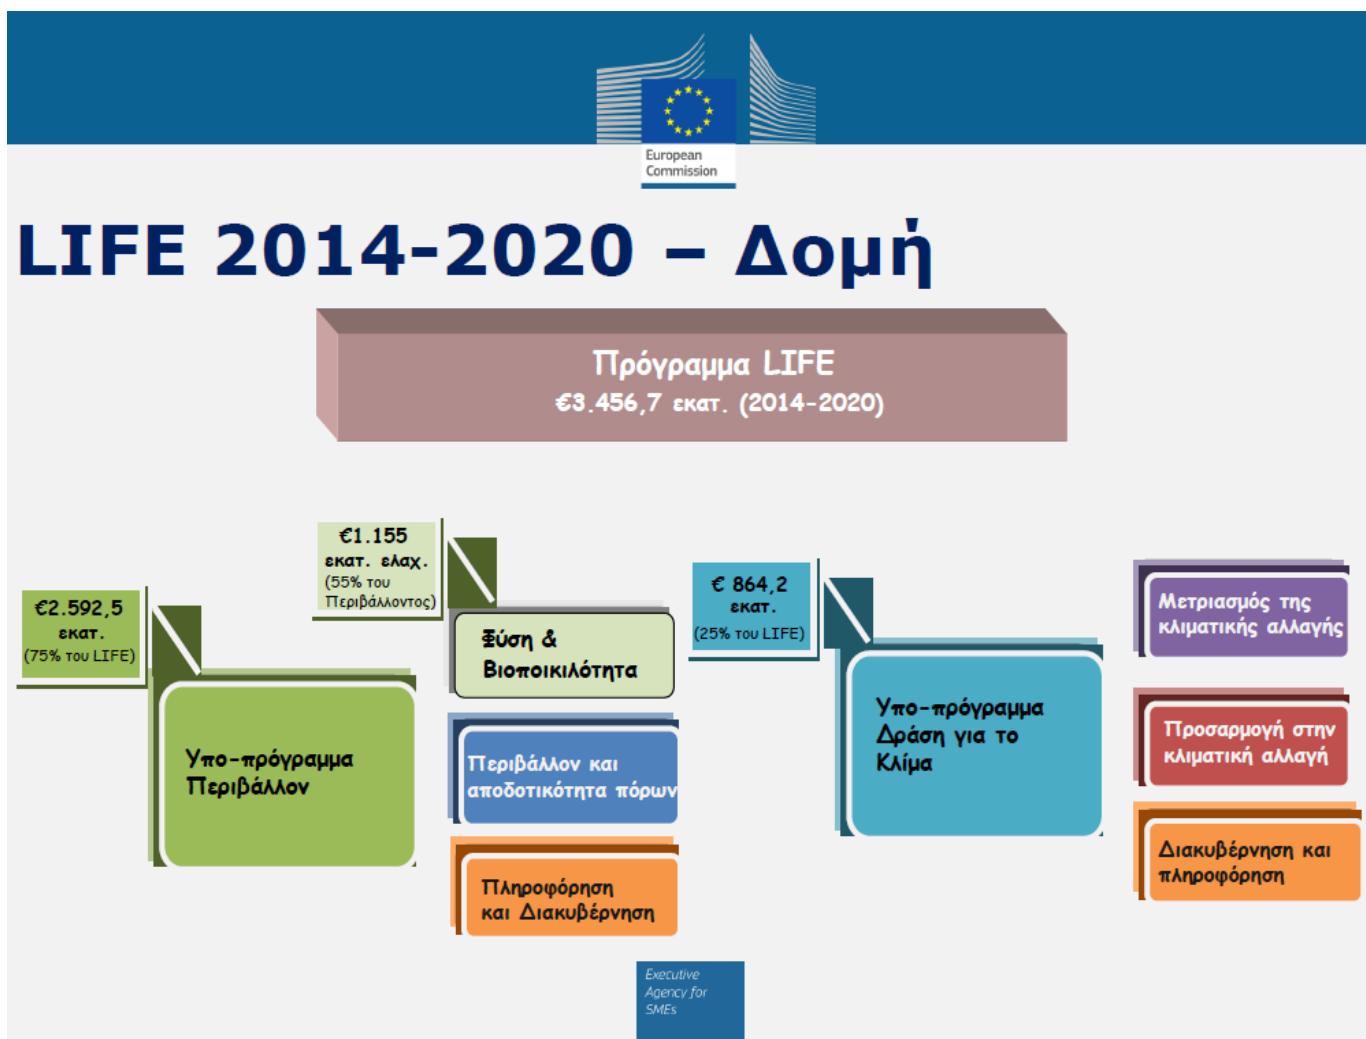 European
Commission
LIFE 2014-2020 – Δομή
Πρόγραμμα LIFE
€3.456,7 εκατ. (2014-2020)
€2.592,5
εκατ.
(75% του LIFE)
Υπο-πρόγραμμα
Περιβάλλον
€1.155
εκατ. ελαχ.
(55% του
Περιβάλλοντος)
Φύση &
Βιοποικιλότητα
Περιβάλλον και
αποδοτικότητα πόρων
Πληροφόρηση
και Διακυβέρνηση
€ 864,2
εκατ.
(25% του LIFE)
Υπο-πρόγραμμα
Δράση για το
Κλίμα
Μετριασμός της
κλιματικής αλλαγής
Προσαρμογή στην
κλιματική αλλαγή
Διακυβέρνηση και
πληροφόρηση
Executive
Agency for
SMEs